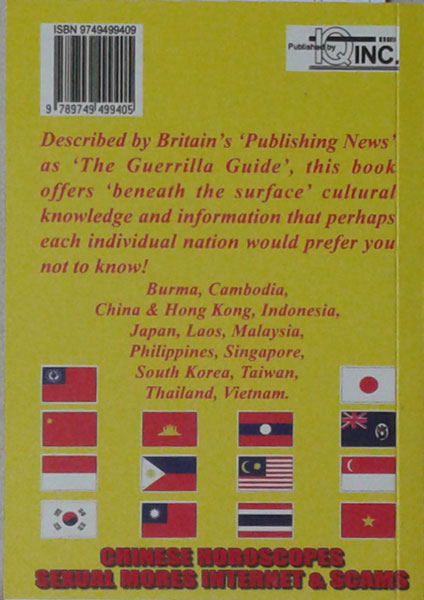 ISBN 9749499409
9 789749 499405
Published by
IQ INC.
Described by Britain's 'Publishing News'
as 'The Guerrilla Guide', this book
offers 'beneath the surface' cultural
knowledge and information that perhaps
each individual nation would prefer you
not to know!
Burma, Cambodia,
China & Hong Kong, Indonesia,
Japan, Laos, Malaysia,
Philippines, Singapore,
South Korea, Taiwan,
Thailand, Vietnam.
CHINESE HOROSCOPES
SEXUAL MORES INTERNET & SCAMS